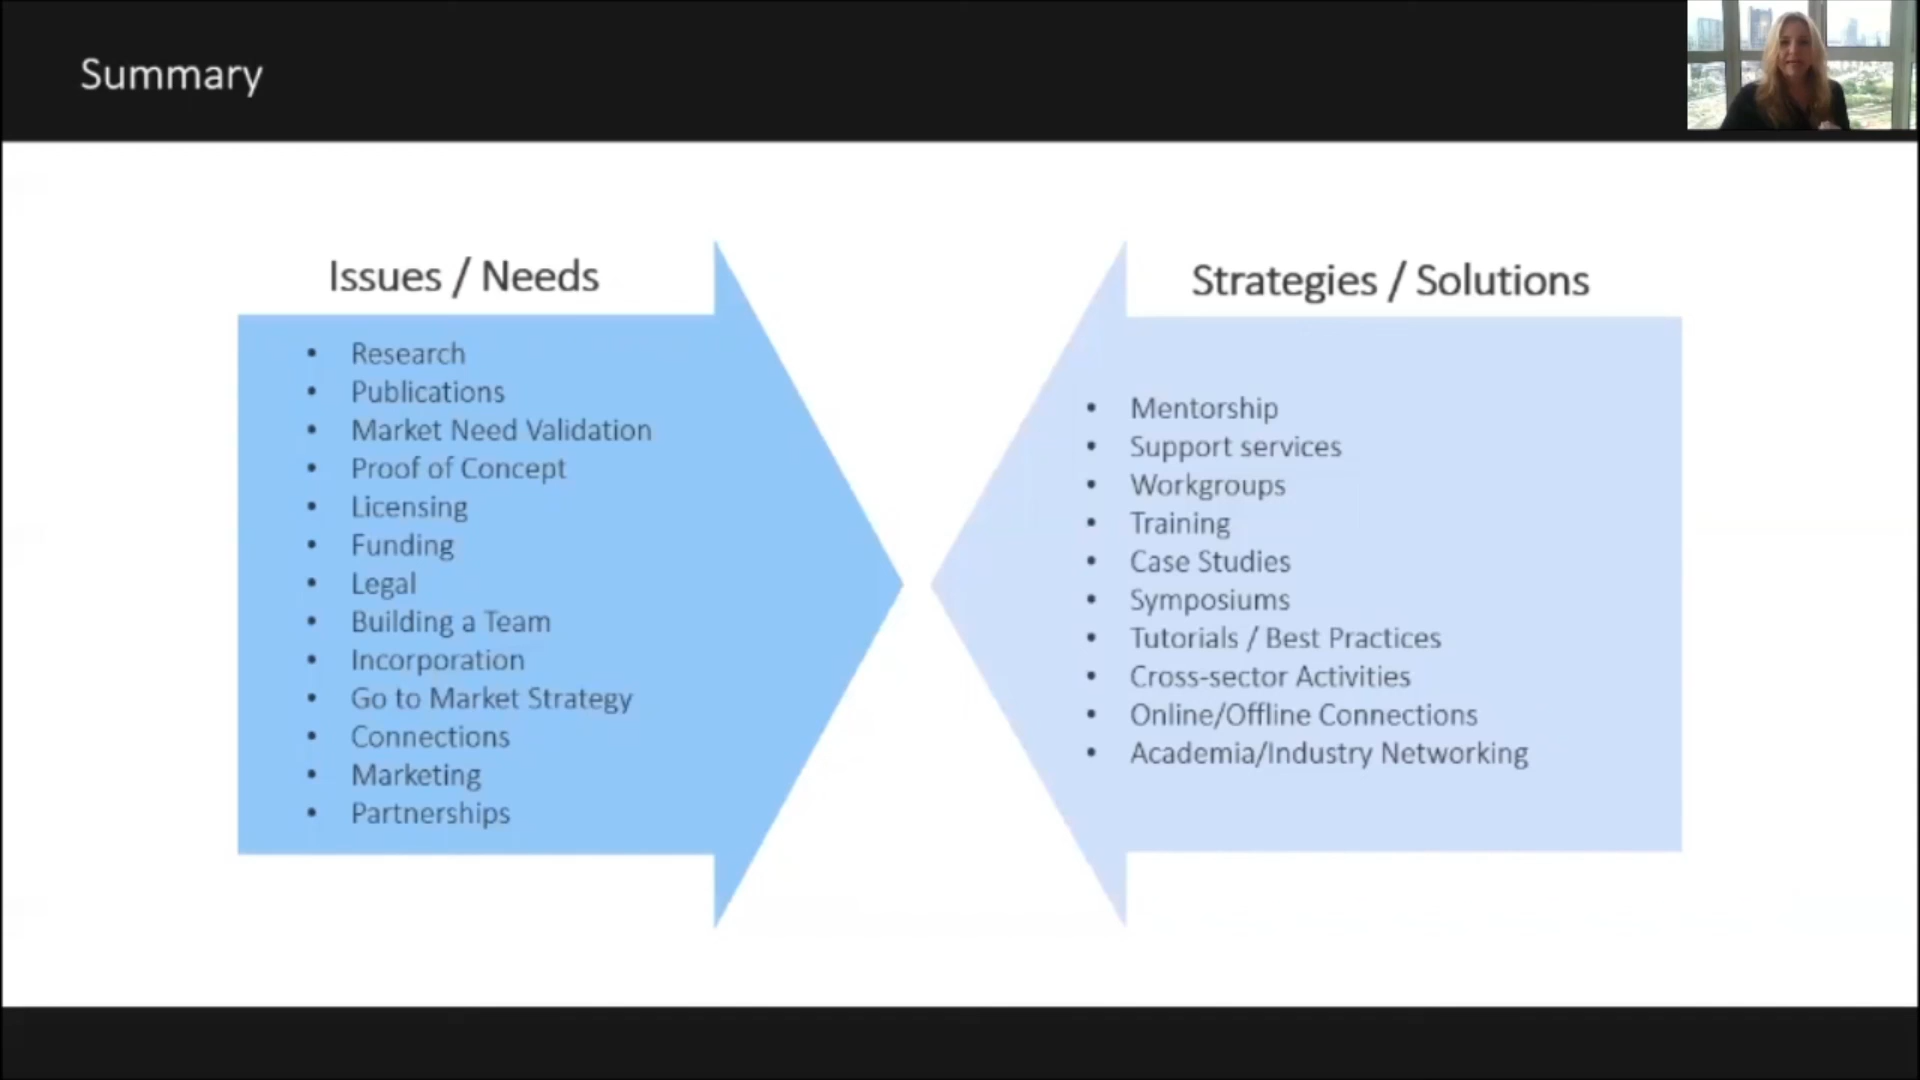 Summary
Issues / Needs
• Research
• Publications
• Market Need Validation
• Proof of Concept
• Licensing
• Funding
• Legal
• Building a Team
• Incorporation
• Go to Market Strategy
• Connections
• Marketing
• Partnerships
Strategies / Solutions
• Mentorship
• Support services
• Workgroups
• Training
• Case Studies
• Symposiums
• Tutorials / Best Practices
• Cross-sector Activities
• Online/Offline Connections
• Academia/Industry Networking